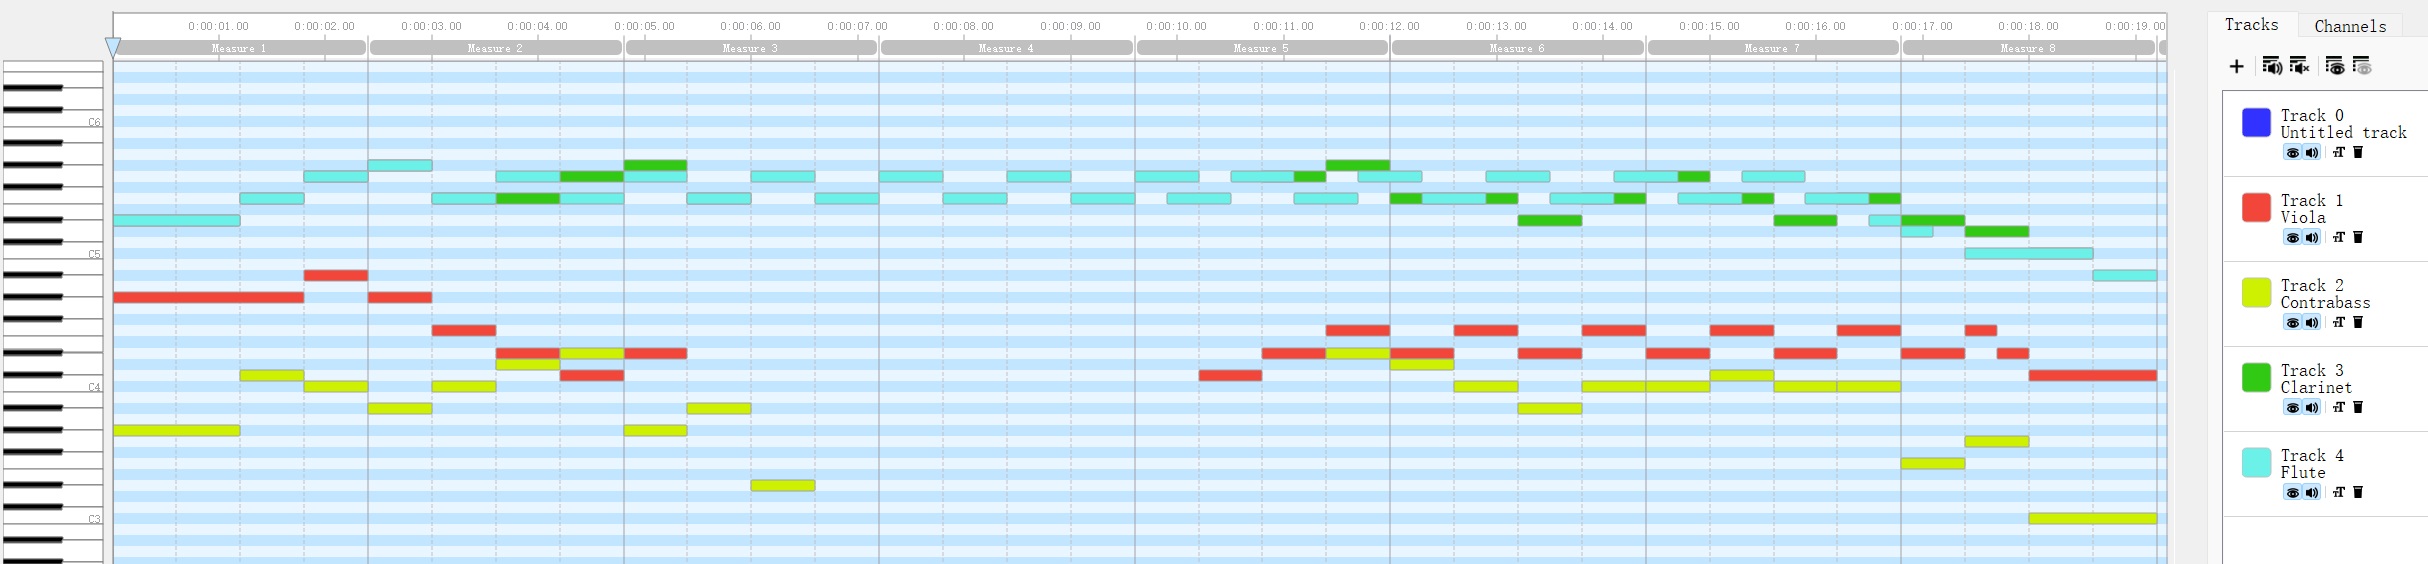 0:00:01.00 0:00:02.00 0:00:03.00 0:00:04.00 0:00:05.00 0:00:06.00 0:00:07.00 0:00:08.00 0:00:09.00 0:00:10.00 0:00:11.00 0:00:12.00 0:00:13.00 0:00:14.00 0:00:15.00 0:00:16.00 0:00:17.00 0:00:18.00 0:00:19.00
Measure 1 Measure 2 Measure 3 Measure 4 Measure 5 Measure 6 Measure 7 Measure 8
C6
C5
C4
C3
Tracks Channels
Track 0
Untitled track
Track 1
Viola
Track 2
Contrabass
Track 3
Clarinet
Track 4
Flute